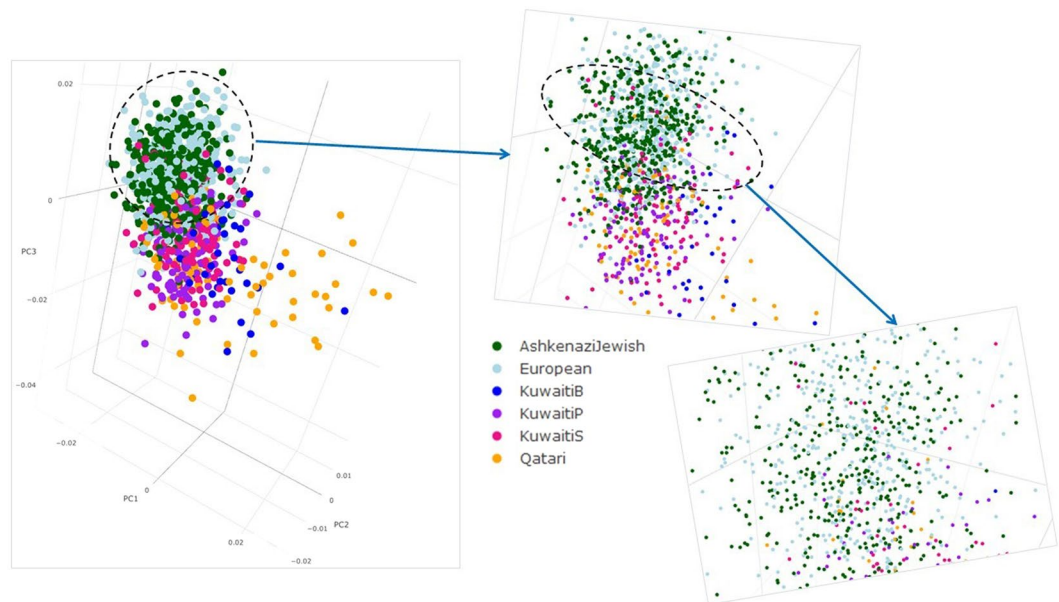 0.02
0
PC3
−0.02
−0.04
−0.02
PC1
0
0.02
0.01
0
PC2
−0.01
−0.02
AshkenaziJewish
European
KuwaitiB
KuwaitiP
KuwaitiS
Qatari